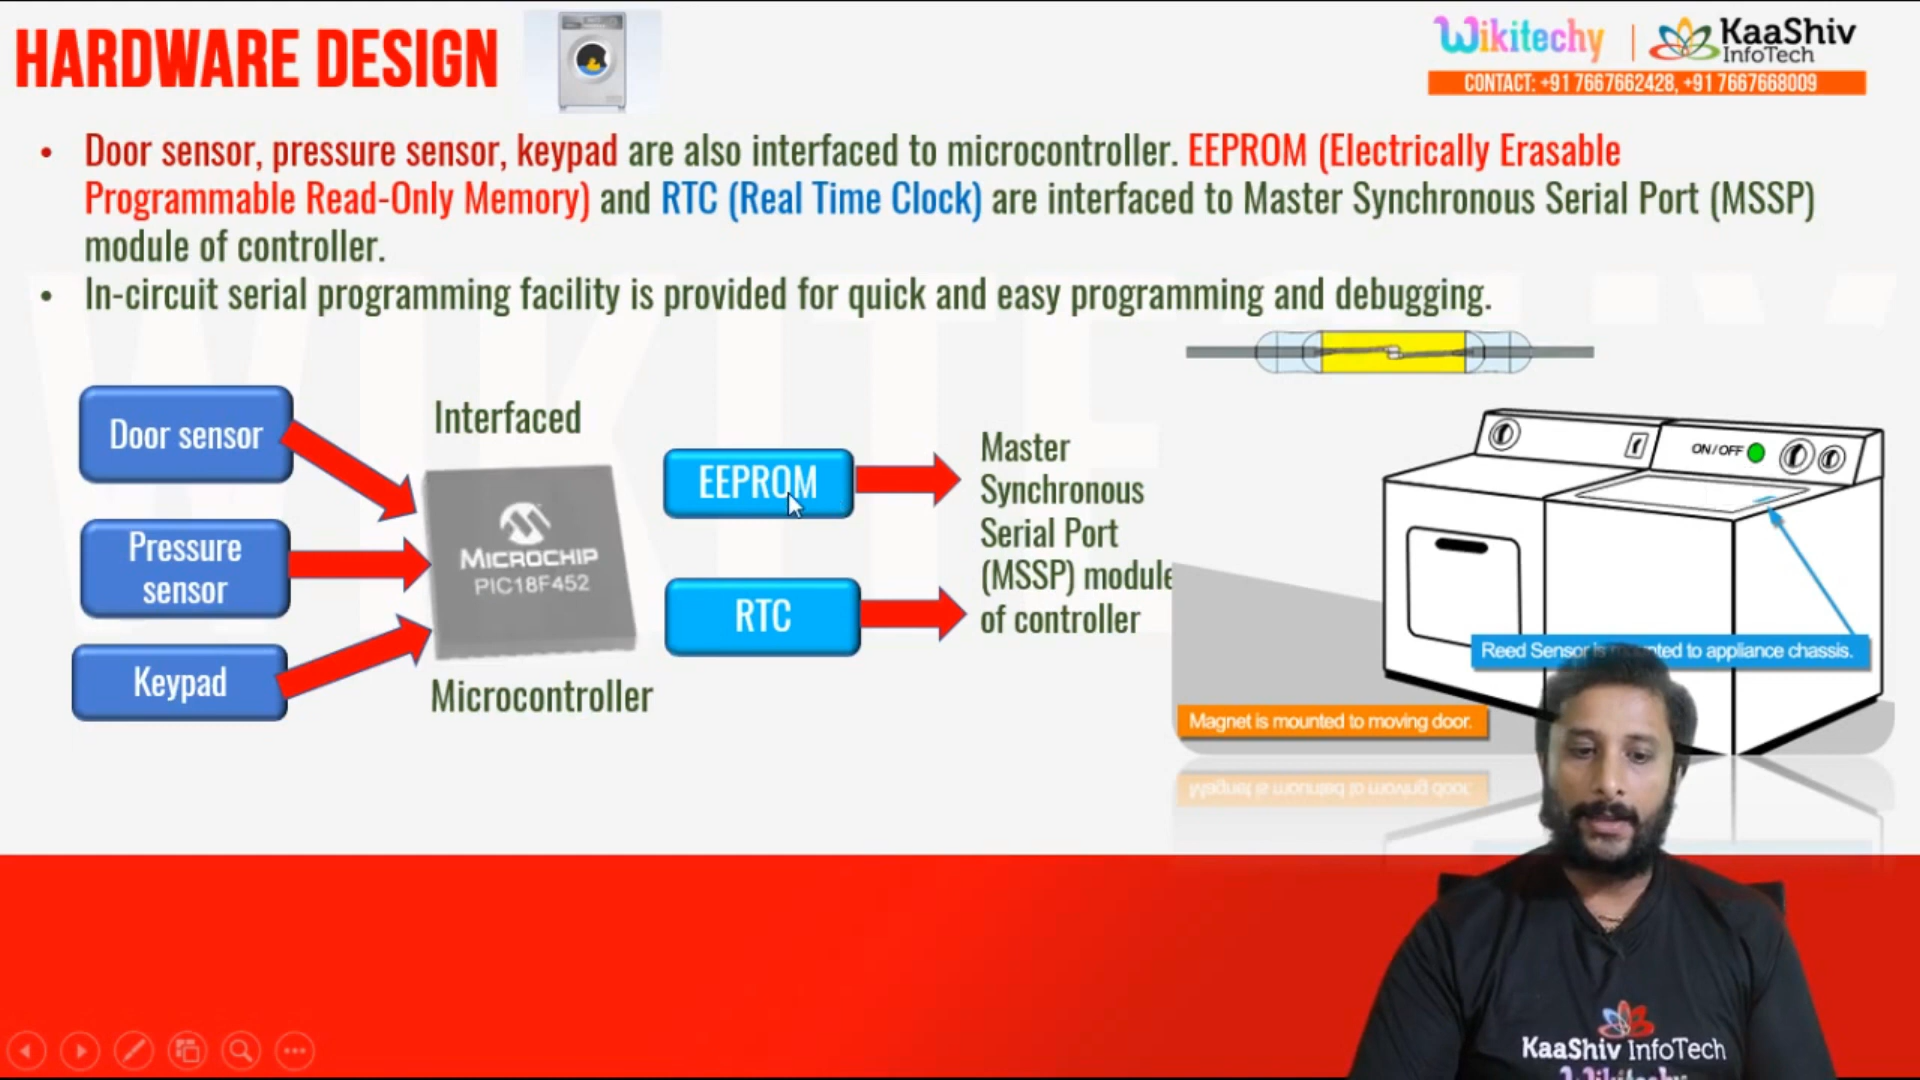 HARDWARE DESIGN
Wikitechy
KaaShiv
InfoTech
CONTACT: +91 7667662428, +91 7667668009
• Door sensor, pressure sensor, keypad are also interfaced to microcontroller. EEPROM (Electrically Erasable
Programmable Read-Only Memory) and RTC (Real Time Clock) are interfaced to Master Synchronous Serial Port (MSSP)
module of controller.
• In-circuit serial programming facility is provided for quick and easy programming and debugging.
Door sensor
Pressure
sensor
Keypad
Interfaced
MICROCHIP
PIC18F452
Microcontroller
EEPROM
RTC
Master
Synchronous
Serial Port
(MSSP) module
of controller
ON/OFF
Reed Sensor is mounted to appliance chassis.
Magnet is mounted to moving door.
KaaShiv InfoTech
Wikitechy